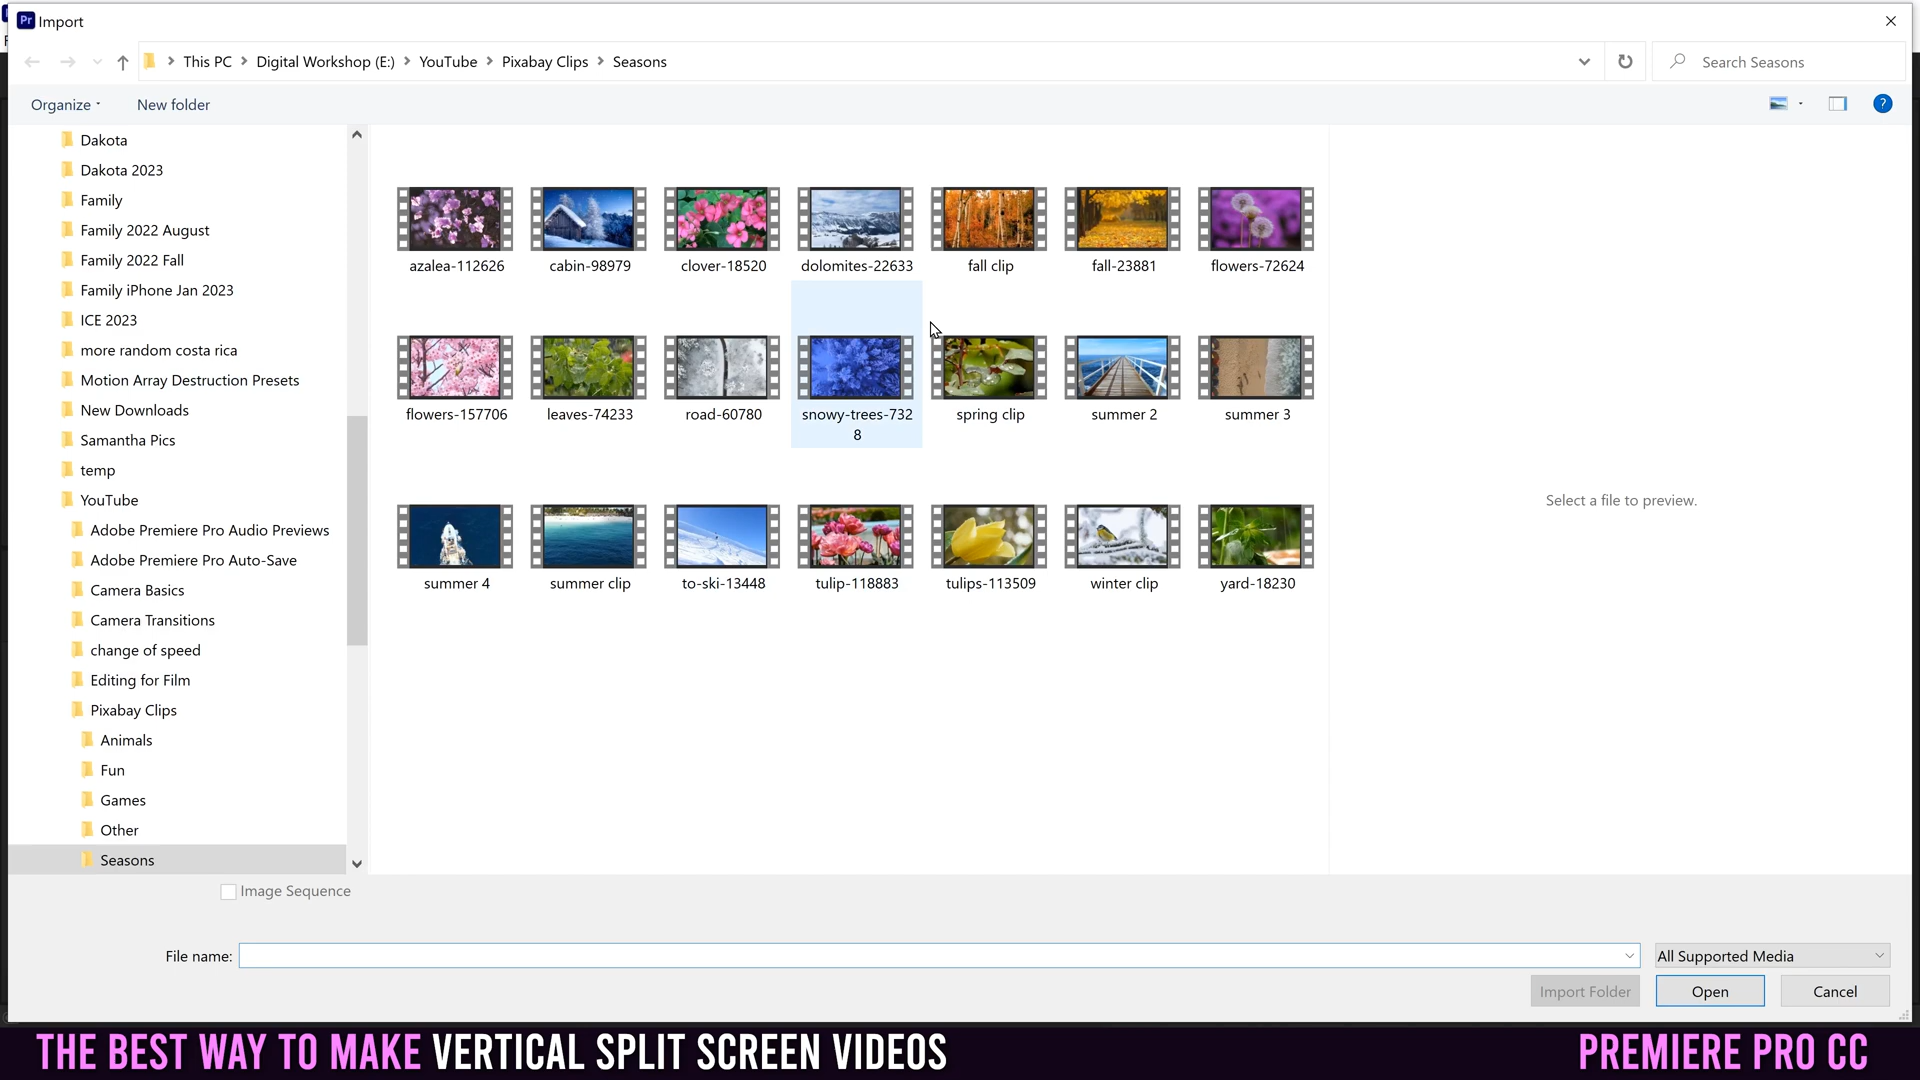 Pr Import
This PC > Digital Workshop (E:) > YouTube > Pixabay Clips > Seasons
Search Seasons
Organize
New folder
?
Dakota
Dakota 2023
Family
Family 2022 August
Family 2022 Fall
Family iPhone Jan 2023
ICE 2023
more random costa rica
Motion Array Destruction Presets
New Downloads
Samantha Pics
temp
YouTube
Adobe Premiere Pro Audio Previews
Adobe Premiere Pro Auto-Save
Camera Basics
Camera Transitions
change of speed
Editing for Film
Pixabay Clips
Animals
Fun
Games
Other
Seasons
azalea-112626
cabin-98979
clover-18520
dolomites-22633
fall clip
fall-23881
flowers-72624
flowers-157706
leaves-74233
road-60780
snowy-trees-732
8
spring clip
summer 2
summer 3
summer 4
summer clip
to-ski-13448
tulip-118883
tulips-113509
winter clip
yard-18230
Select a file to preview.
Image Sequence
File name:
All Supported Media
Import Folder
Open
Cancel
THE BEST WAY TO MAKE VERTICAL SPLIT SCREEN VIDEOS
PREMIERE PRO CC